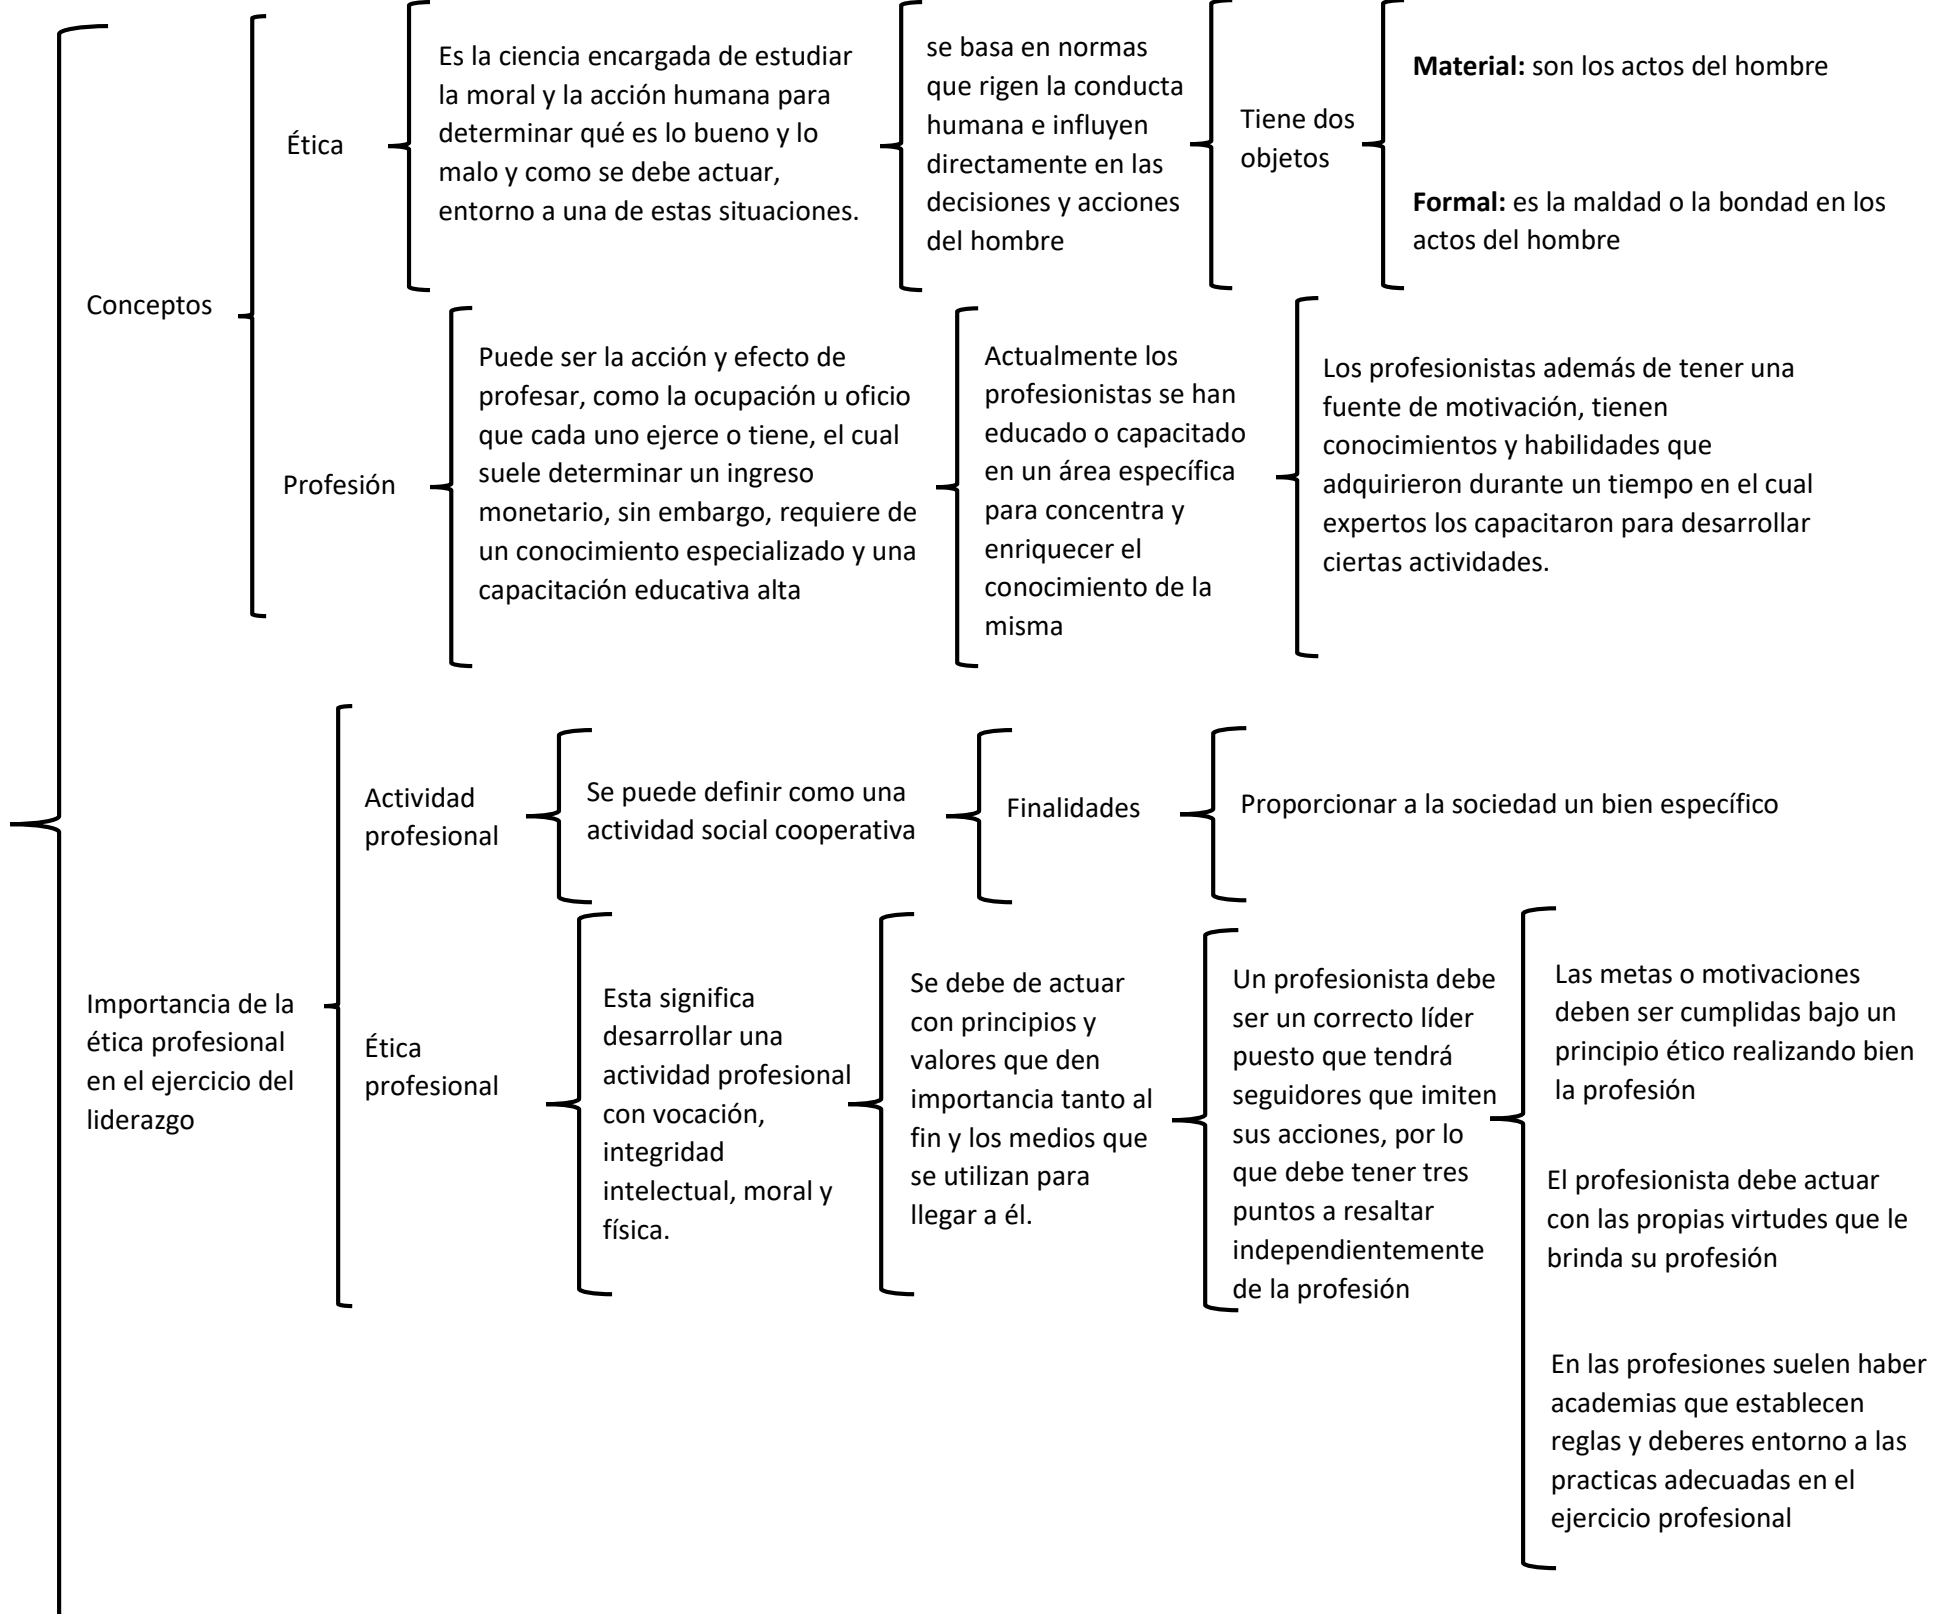 Conceptos
Ética
Es la ciencia encargada de estudiar
la moral y la acción humana para
determinar qué es lo bueno y lo
malo y como se debe actuar,
entorno a una de estas situaciones.
se basa en normas
que rigen la conducta
humana e influyen
directamente en las
decisiones y acciones
del hombre
Tiene dos
objetos
Material: son los actos del hombre
Formal: es la maldad o la bondad en los
actos del hombre
Profesión
Puede ser la acción y efecto de
profesar, como la ocupación u oficio
que cada uno ejerce o tiene, el cual
suele determinar un ingreso
monetario, sin embargo, requiere de
un conocimiento especializado y una
capacitación educativa alta
Actualmente los
profesionistas se han
educado o capacitado
en un área específica
para concentra y
enriquecer el
conocimiento de la
misma
Los profesionistas además de tener una
fuente de motivación, tienen
conocimientos y habilidades que
adquirieron durante un tiempo en el cual
expertos los capacitaron para desarrollar
ciertas actividades.
Importancia de la
ética profesional
en el ejercicio del
liderazgo
Actividad
profesional
Se puede definir como una
actividad social cooperativa
Finalidades
Proporcionar a la sociedad un bien específico
Ética
profesional
Esta significa
desarrollar una
actividad profesional
con vocación,
integridad
intelectual, moral y
física.
Se debe de actuar
con principios y
valores que den
importancia tanto al
fin y los medios que
se utilizan para
llegar a él.
Un profesionista debe
ser un correcto líder
puesto que tendrá
seguidores que imiten
sus acciones, por lo
que debe tener tres
puntos a resaltar
independientemente
de la profesión
Las metas o motivaciones
deben ser cumplidas bajo un
principio ético realizando bien
la profesión
El profesionista debe actuar
con las propias virtudes que le
brinda su profesión
En las profesiones suelen haber
academias que establecen
reglas y deberes entorno a las
practicas adecuadas en el
ejercicio profesional